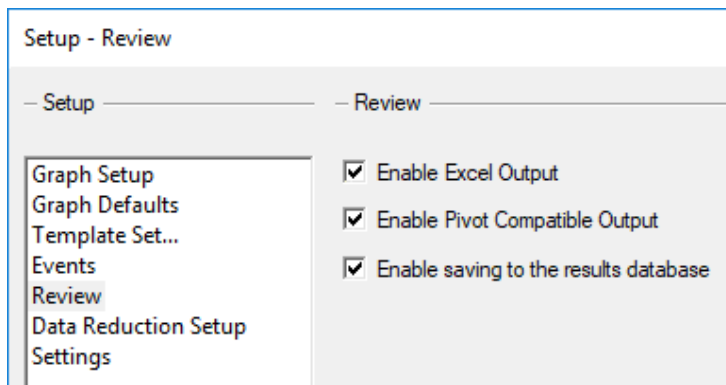 Setup - Review
Setup
Review
Graph Setup
Graph Defaults
Template Set...
Events
Review
Data Reduction Setup
Settings
Enable Excel Output
Enable Pivot Compatible Output
Enable saving to the results database